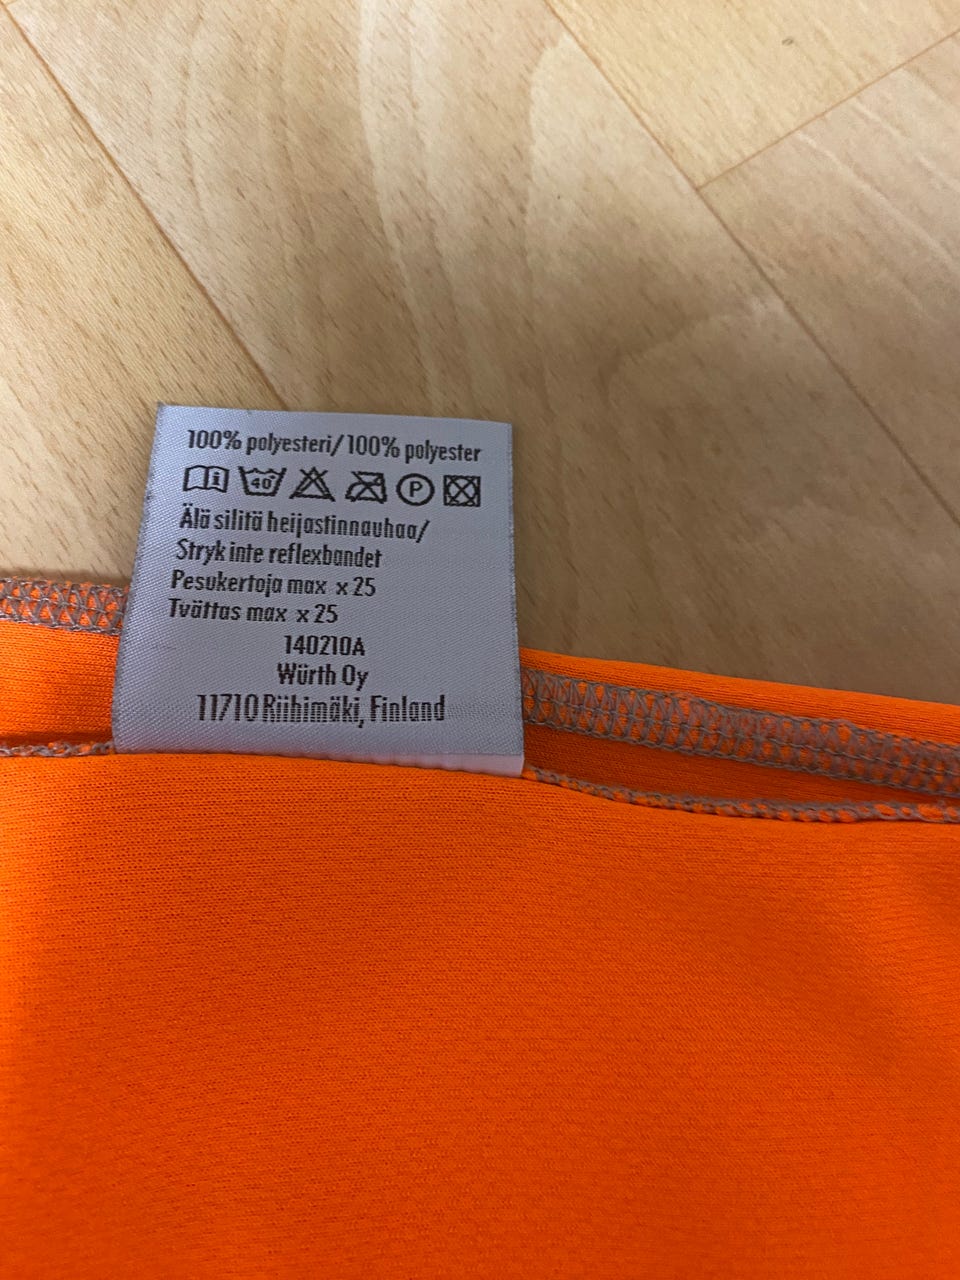 100% polyesteri/100% polyester
40° P
Älä silitä heijastinnauhaa/
Stryk inte reflexbandet
Pesukertoja max x 25
Tvättas max x 25
140210A
Würth Oy
11710 Riihimäki, Finland